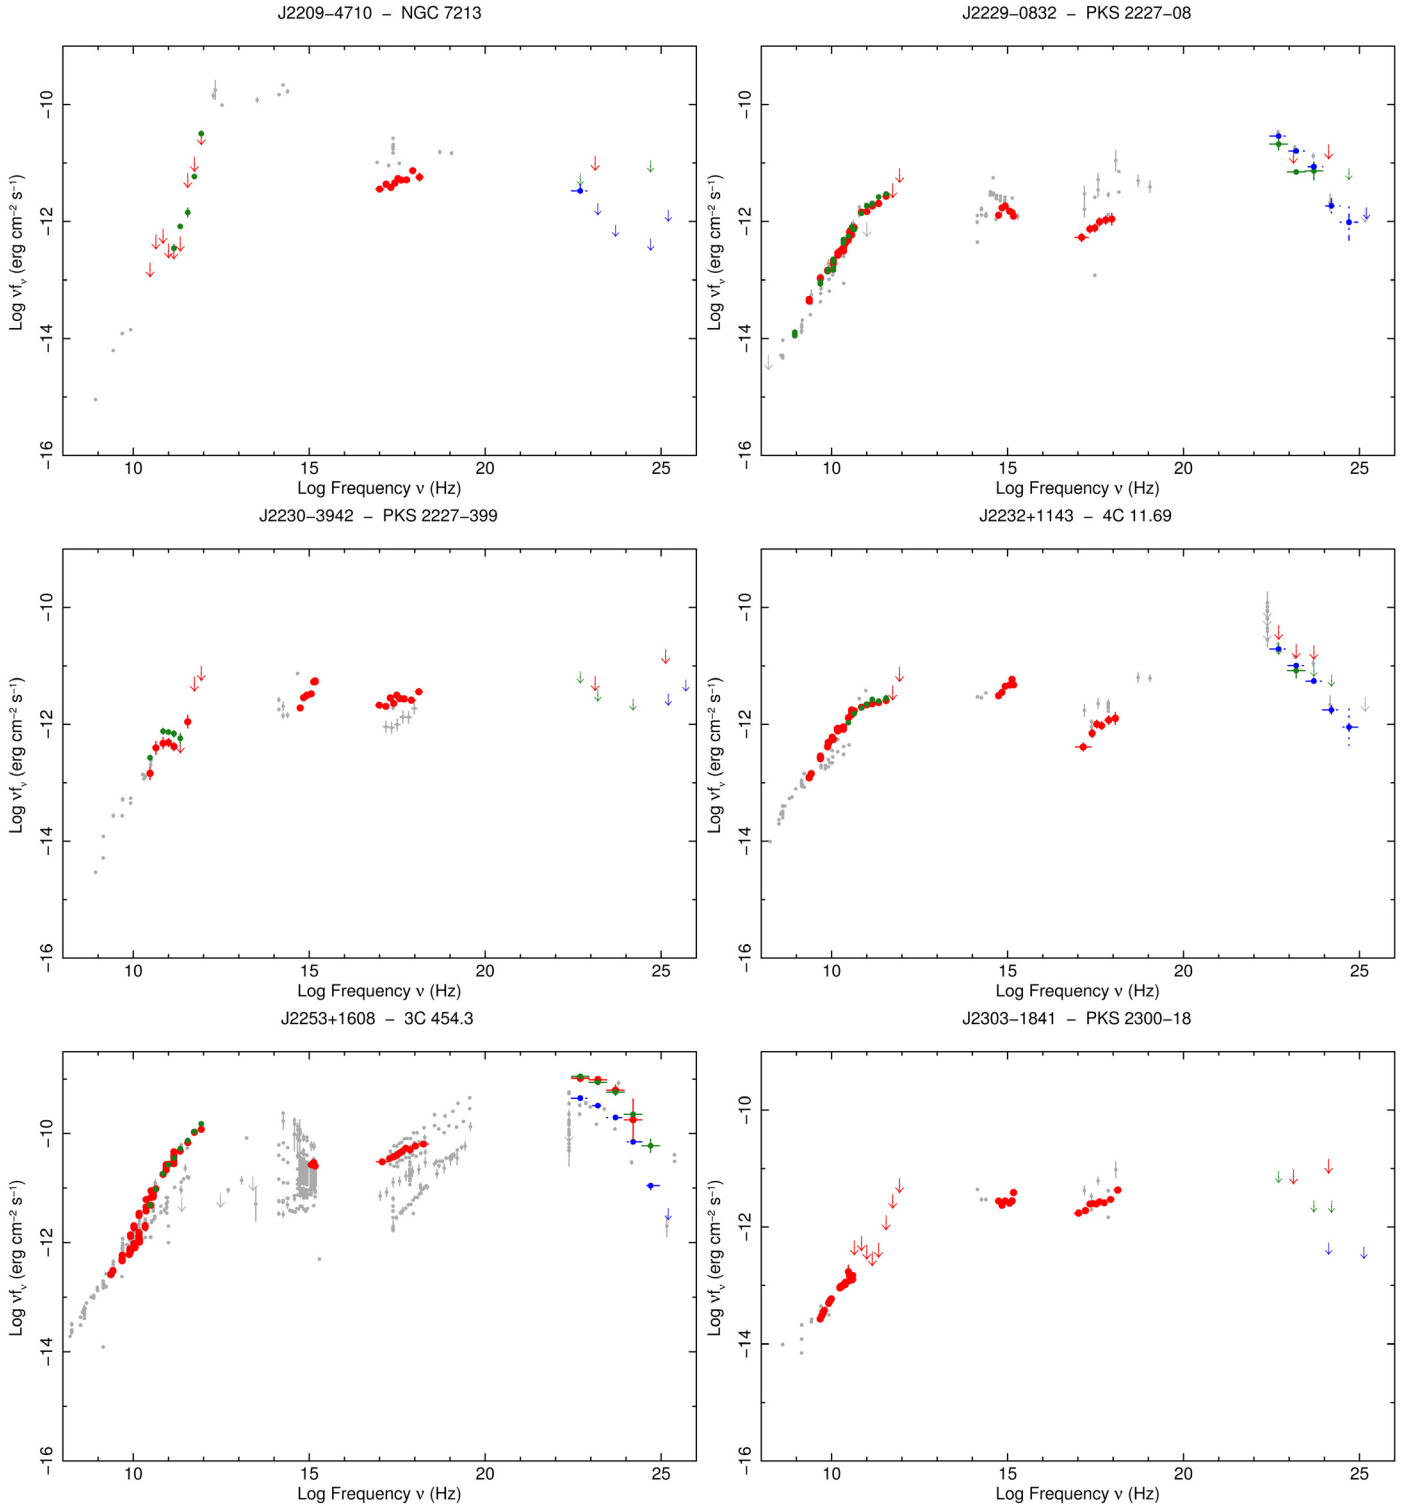 J2209−4710 − NGC 7213
J2229−0832 − PKS 2227−08
Log νfν (erg cm−2 s−1)
−10
−12
−14
−16
10 15 20 25
Log Frequency ν (Hz)
Log νfν (erg cm−2 s−1)
−10
−12
−14
−16
10 15 20 25
Log Frequency ν (Hz)
J2230−3942 − PKS 2227−399
J2232+1143 − 4C 11.69
Log νfν (erg cm−2 s−1)
−10
−12
−14
−16
10 15 20 25
Log Frequency ν (Hz)
Log νfν (erg cm−2 s−1)
−10
−12
−14
−16
10 15 20 25
Log Frequency ν (Hz)
J2253+1608 − 3C 454.3
J2303−1841 − PKS 2300−18
Log νfν (erg cm−2 s−1)
−10
−12
−14
−16
10 15 20 25
Log Frequency ν (Hz)
Log νfν (erg cm−2 s−1)
−10
−12
−14
−16
10 15 20 25
Log Frequency ν (Hz)